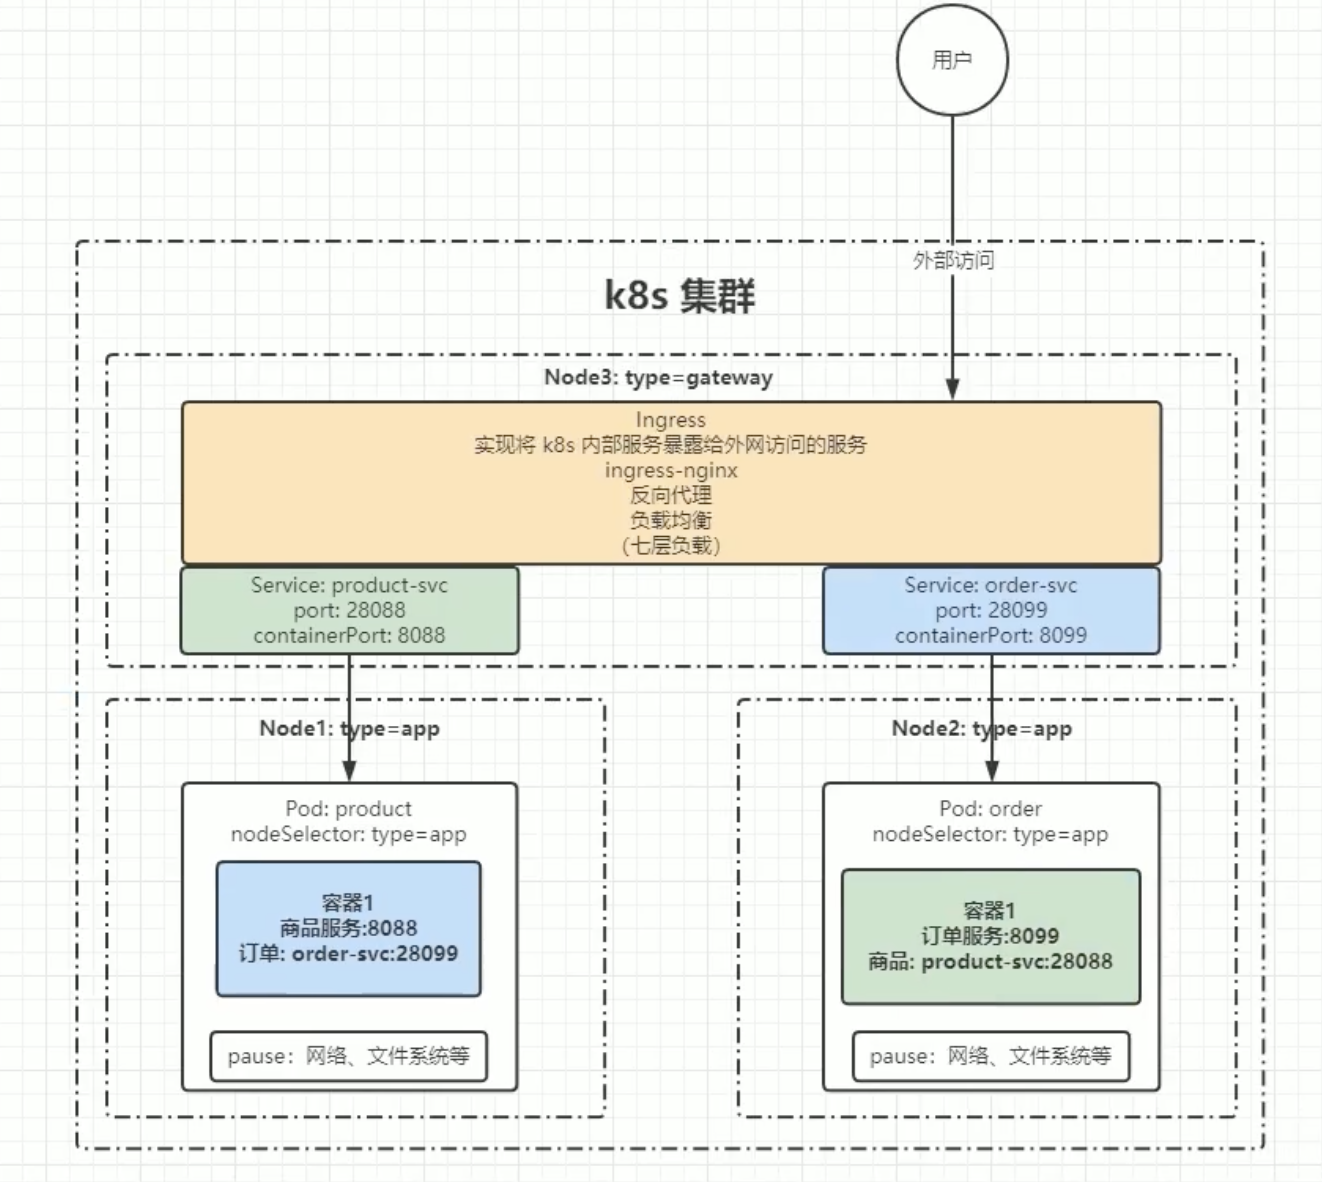 用户
外部访问
k8s 集群
Node3: type=gateway
Ingress
实现将 k8s 内部服务暴露给外网访问的服务
ingress-nginx
反向代理
负载均衡
（七层负载）
Service: product-svc
port: 28088
containerPort: 8088
Service: order-svc
port: 28099
containerPort: 8099
Node1: type=app
Pod: product
nodeSelector: type=app
容器1
商品服务:8088
订单: order-svc:28099
pause：网络、文件系统等
Node2: type=app
Pod: order
nodeSelector: type=app
容器1
订单服务:8099
商品: product-svc:28088
pause：网络、文件系统等